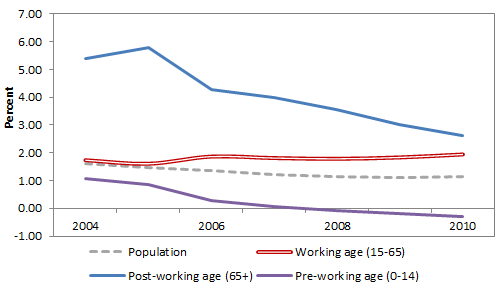 7.00
6.00
5.00
4.00
3.00
2.00
1.00
0.00
-1.00
Percent
2004 2006 2008 2010
Population Working age (15-65)
Post-working age (65+) Pre-working age (0-14)